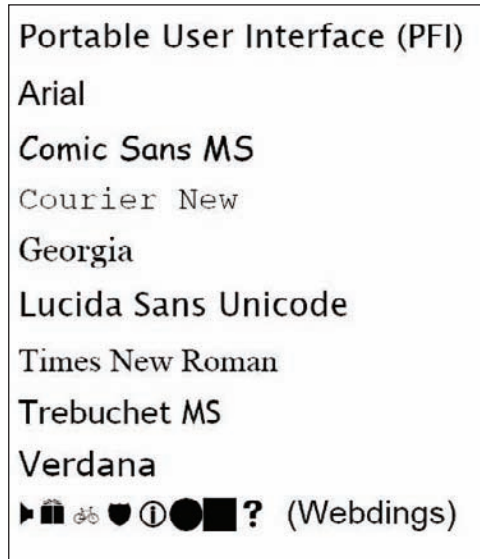 Portable User Interface (PFI)
Arial
Comic Sans MS
Courier New
Georgia
Lucida Sans Unicode
Times New Roman
Trebuchet MS
Verdana
? (Webdings)